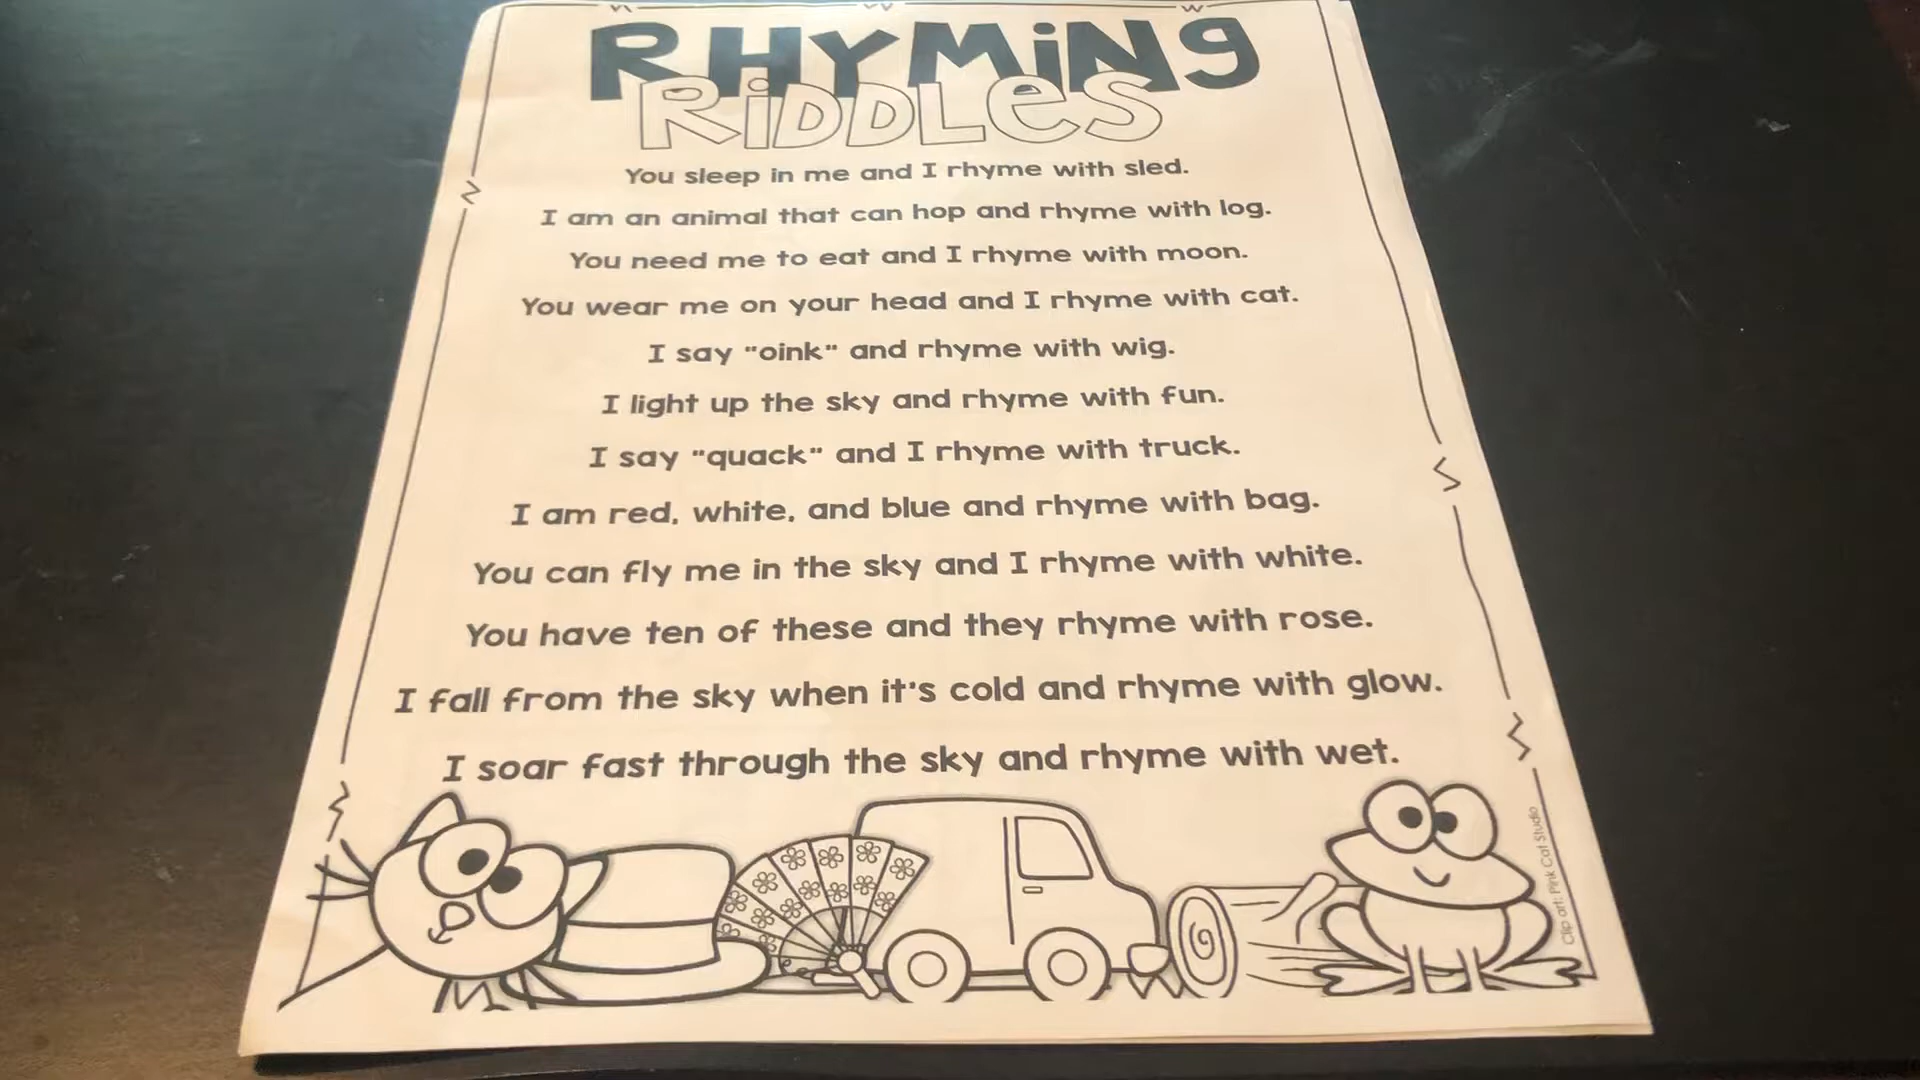 RHYMiNg
RiDDLeS
You sleep in me and I rhyme with sled.
I am an animal that can hop and rhyme with log.
You need me to eat and I rhyme with moon.
You wear me on your head and I rhyme with cat.
I say "oink" and rhyme with wig.
I light up the sky and rhyme with fun.
I say "quack" and I rhyme with truck.
I am red, white, and blue and rhyme with bag.
You can fly me in the sky and I rhyme with white.
You have ten of these and they rhyme with rose.
I fall from the sky when it's cold and rhyme with glow.
I soar fast through the sky and rhyme with wet.
Clip art: Pink Cat Studio